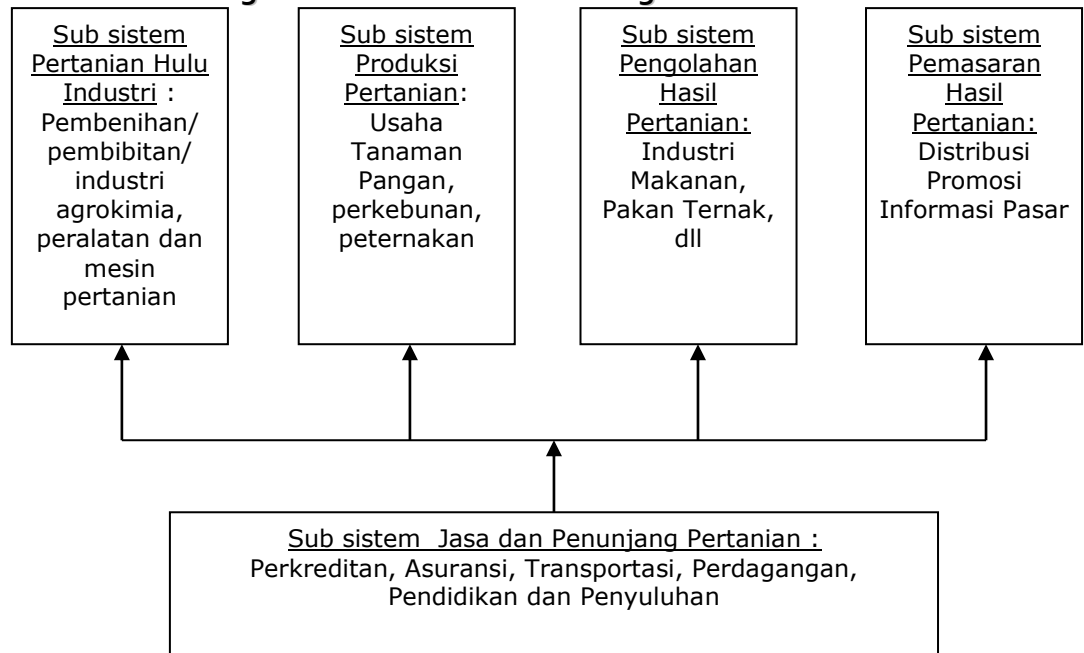 Sub sistem
Pertanian Hulu
Industri :
Pembenihan/
pembibitan/
industri
agrokimia,
peralatan dan
mesin
pertanian
Sub sistem
Produksi
Pertanian:
Usaha
Tanaman
Pangan,
perkebunan,
peternakan
Sub sistem
Pengolahan
Hasil
Pertanian:
Industri
Makanan,
Pakan Ternak,
dll
Sub sistem
Pemasaran
Hasil
Pertanian:
Distribusi
Promosi
Informasi Pasar
Sub sistem  Jasa dan Penunjang Pertanian :
Perkreditan, Asuransi, Transportasi, Perdagangan,
Pendidikan dan Penyuluhan